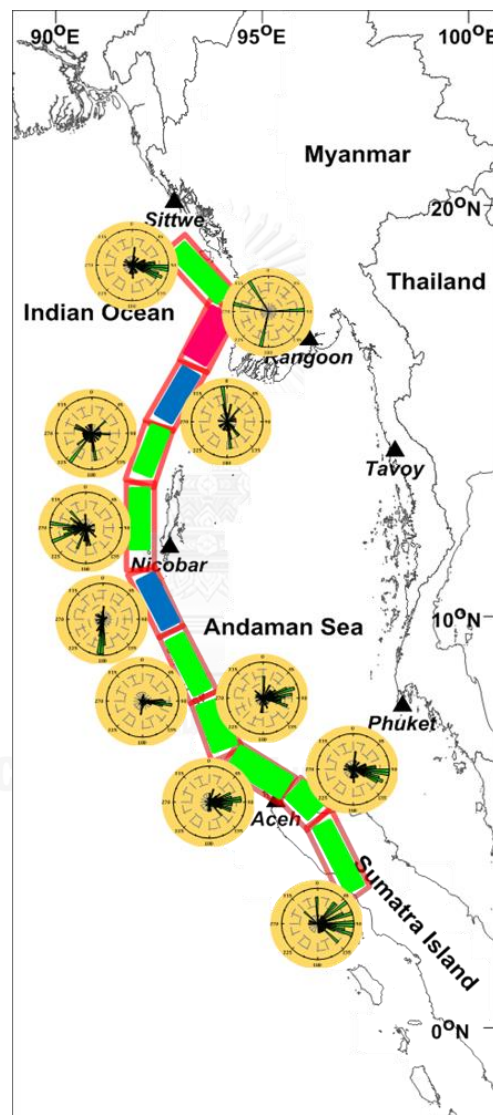 90°E
95°E
100°E
Myanmar
20°N
Sittwe
Thailand
Indian Ocean
Rangoon
Tavoy
Nicobar
10°N
Andaman Sea
Phuket
Aceh
Sumatra Island
0°N